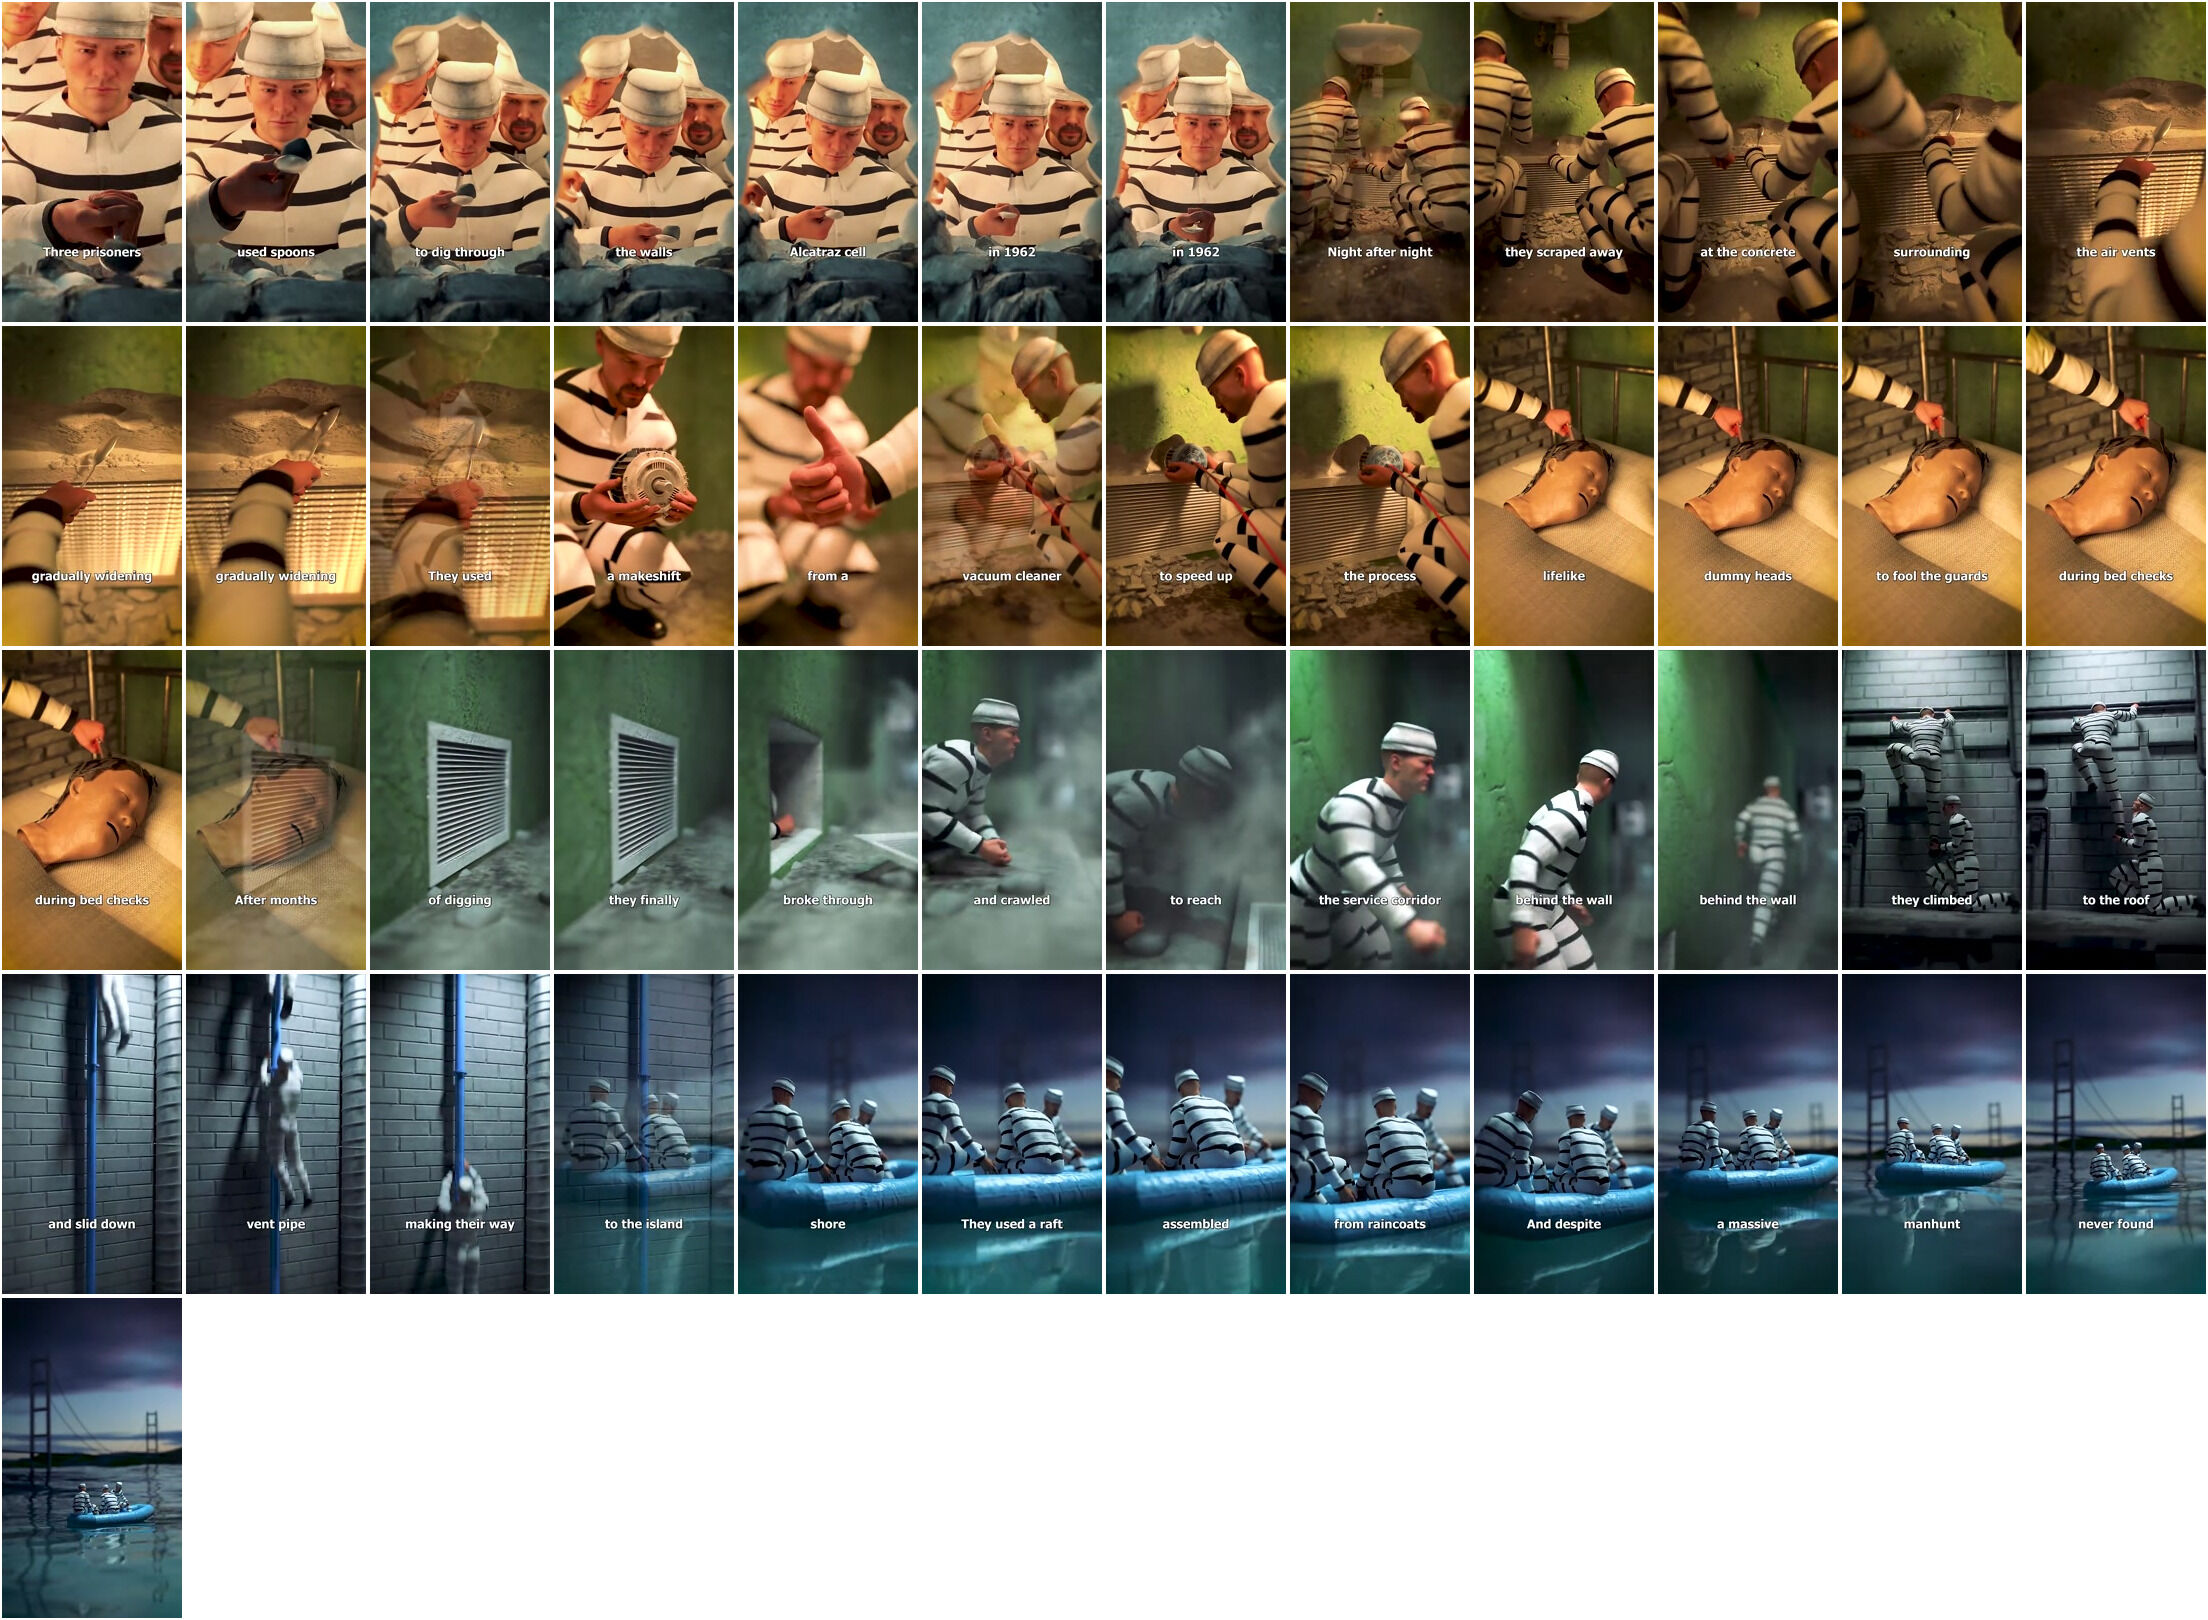 Three prisoners
used spoons
to dig through
the walls
Alcatraz cell
in 1962
in 1962
Night after night
they scraped away
at the concrete
surrounding
the air vents
gradually widening
gradually widening
They used
a makeshift
from a
vacuum cleaner
to speed up
the process
lifelike
dummy heads
to fool the guards
during bed checks
during bed checks
After months
of digging
they finally
broke through
and crawled
to reach
the service corridor
behind the wall
behind the wall
they climbed
to the roof
and slid down
vent pipe
making their way
to the island
shore
They used a raft
assembled
from raincoats
And despite
a massive
manhunt
never found